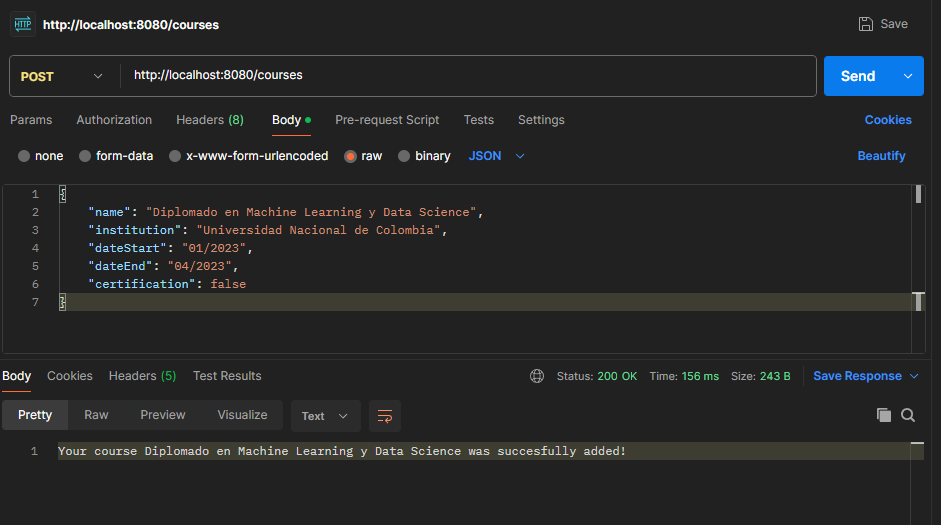 HTTP http://localhost:8080/courses Save
POST http://localhost:8080/courses Send
Params Authorization Headers (8) Body Pre-request Script Tests Settings Cookies
none form-data x-www-form-urlencoded raw binary JSON Beautify
1 {
2 "name": "Diplomado en Machine Learning y Data Science",
3 "institution": "Universidad Nacional de Colombia",
4 "dateStart": "01/2023",
5 "dateEnd": "04/2023",
6 "certification": false
7 }
Body Cookies Headers (5) Test Results Status: 200 OK Time: 156 ms Size: 243 B Save Response
Pretty Raw Preview Visualize Text
1 Your course Diplomado en Machine Learning y Data Science was succesfully added!